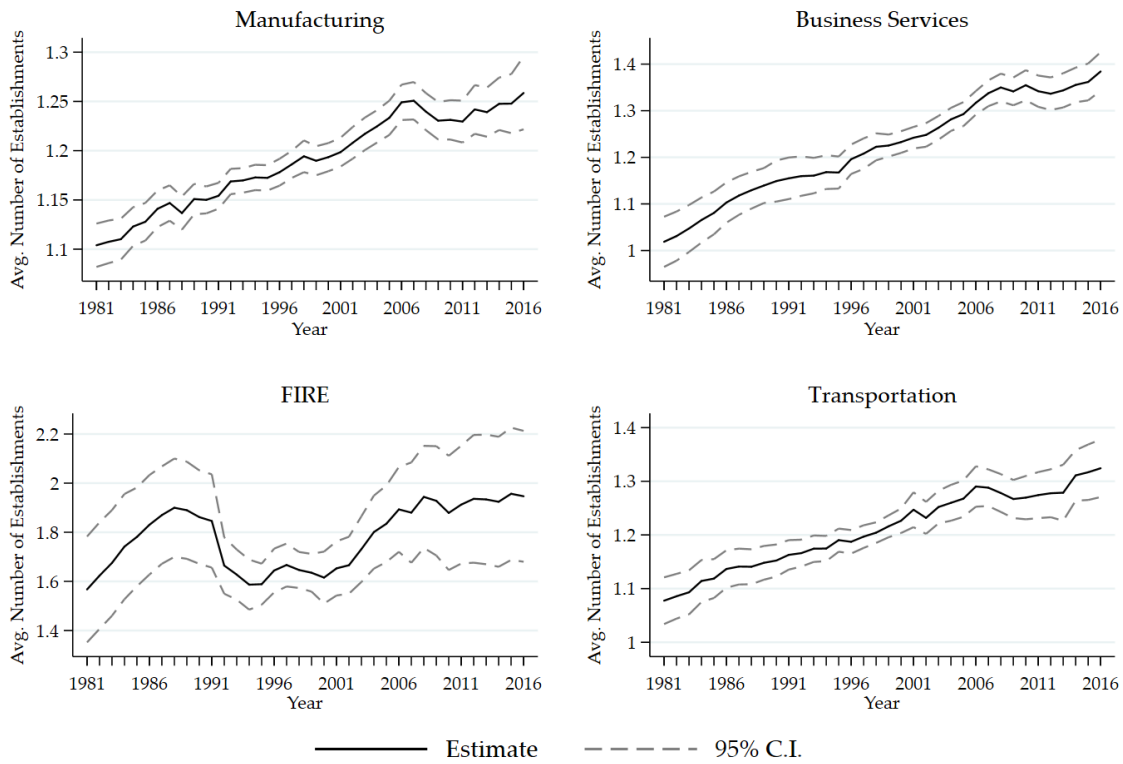 Manufacturing
Avg. Number of Establishments
1.3
1.25
1.2
1.15
1.1
1981 1986 1991 1996 2001 2006 2011 2016
Year
Business Services
Avg. Number of Establishments
1.4
1.3
1.2
1.1
1
1981 1986 1991 1996 2001 2006 2011 2016
Year
FIRE
Avg. Number of Establishments
2.2
2
1.8
1.6
1.4
1981 1986 1991 1996 2001 2006 2011 2016
Year
Transportation
Avg. Number of Establishments
1.4
1.3
1.2
1.1
1
1981 1986 1991 1996 2001 2006 2011 2016
Year
Estimate 95% C.I.